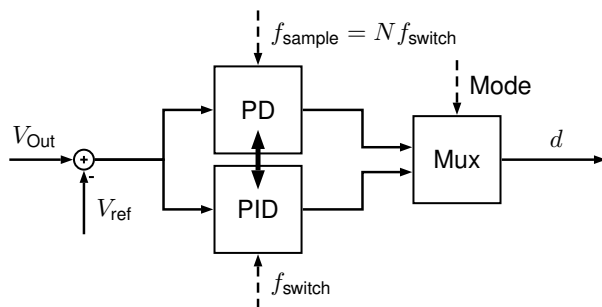 f_sample = N f_switch
PD
Mode
V_Out
+
-
Mux
d
V_ref
PID
f_switch